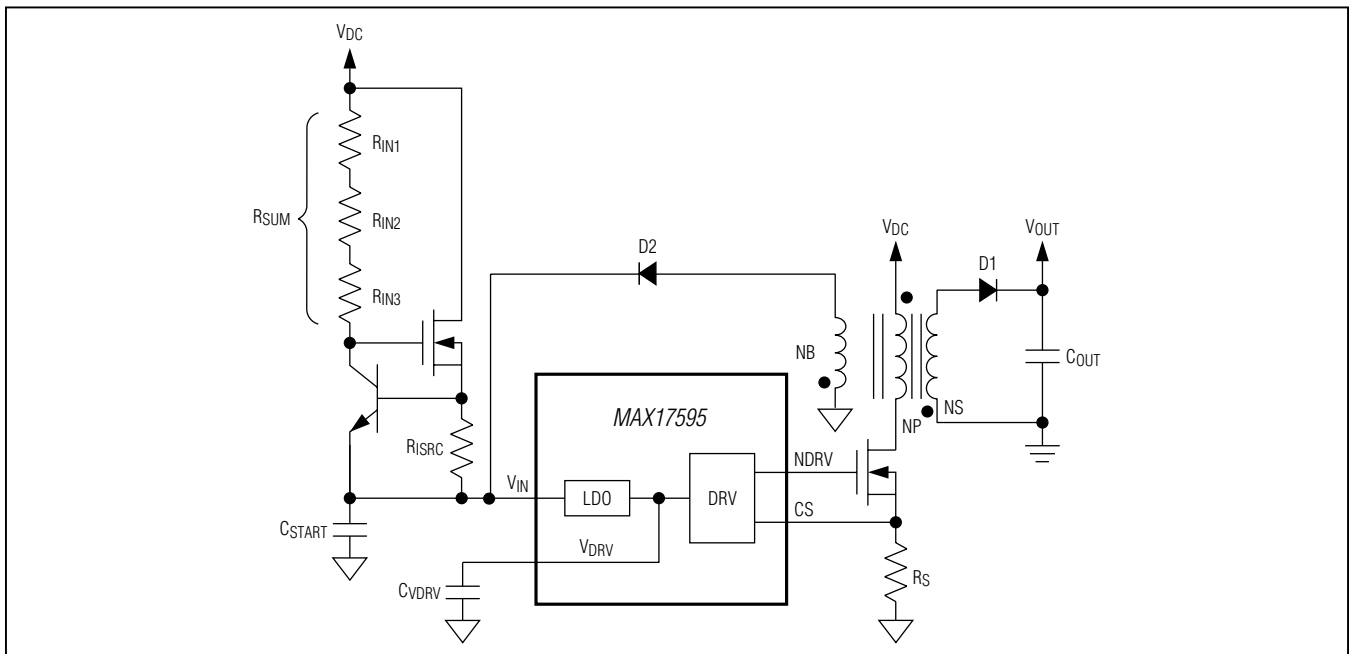 VDC
RIN1
RSUM
RIN2
RIN3
RISRC
CSTART
D2
VDC
VOUT
D1
NB
COUT
NP
NS
MAX17595
VIN
LDO
DRV
NDRV
CS
VDRV
CVDRV
RS